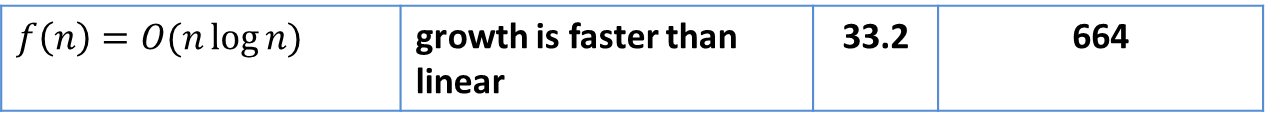 f(n) = O(n log n) growth is faster than 33.2 664
linear